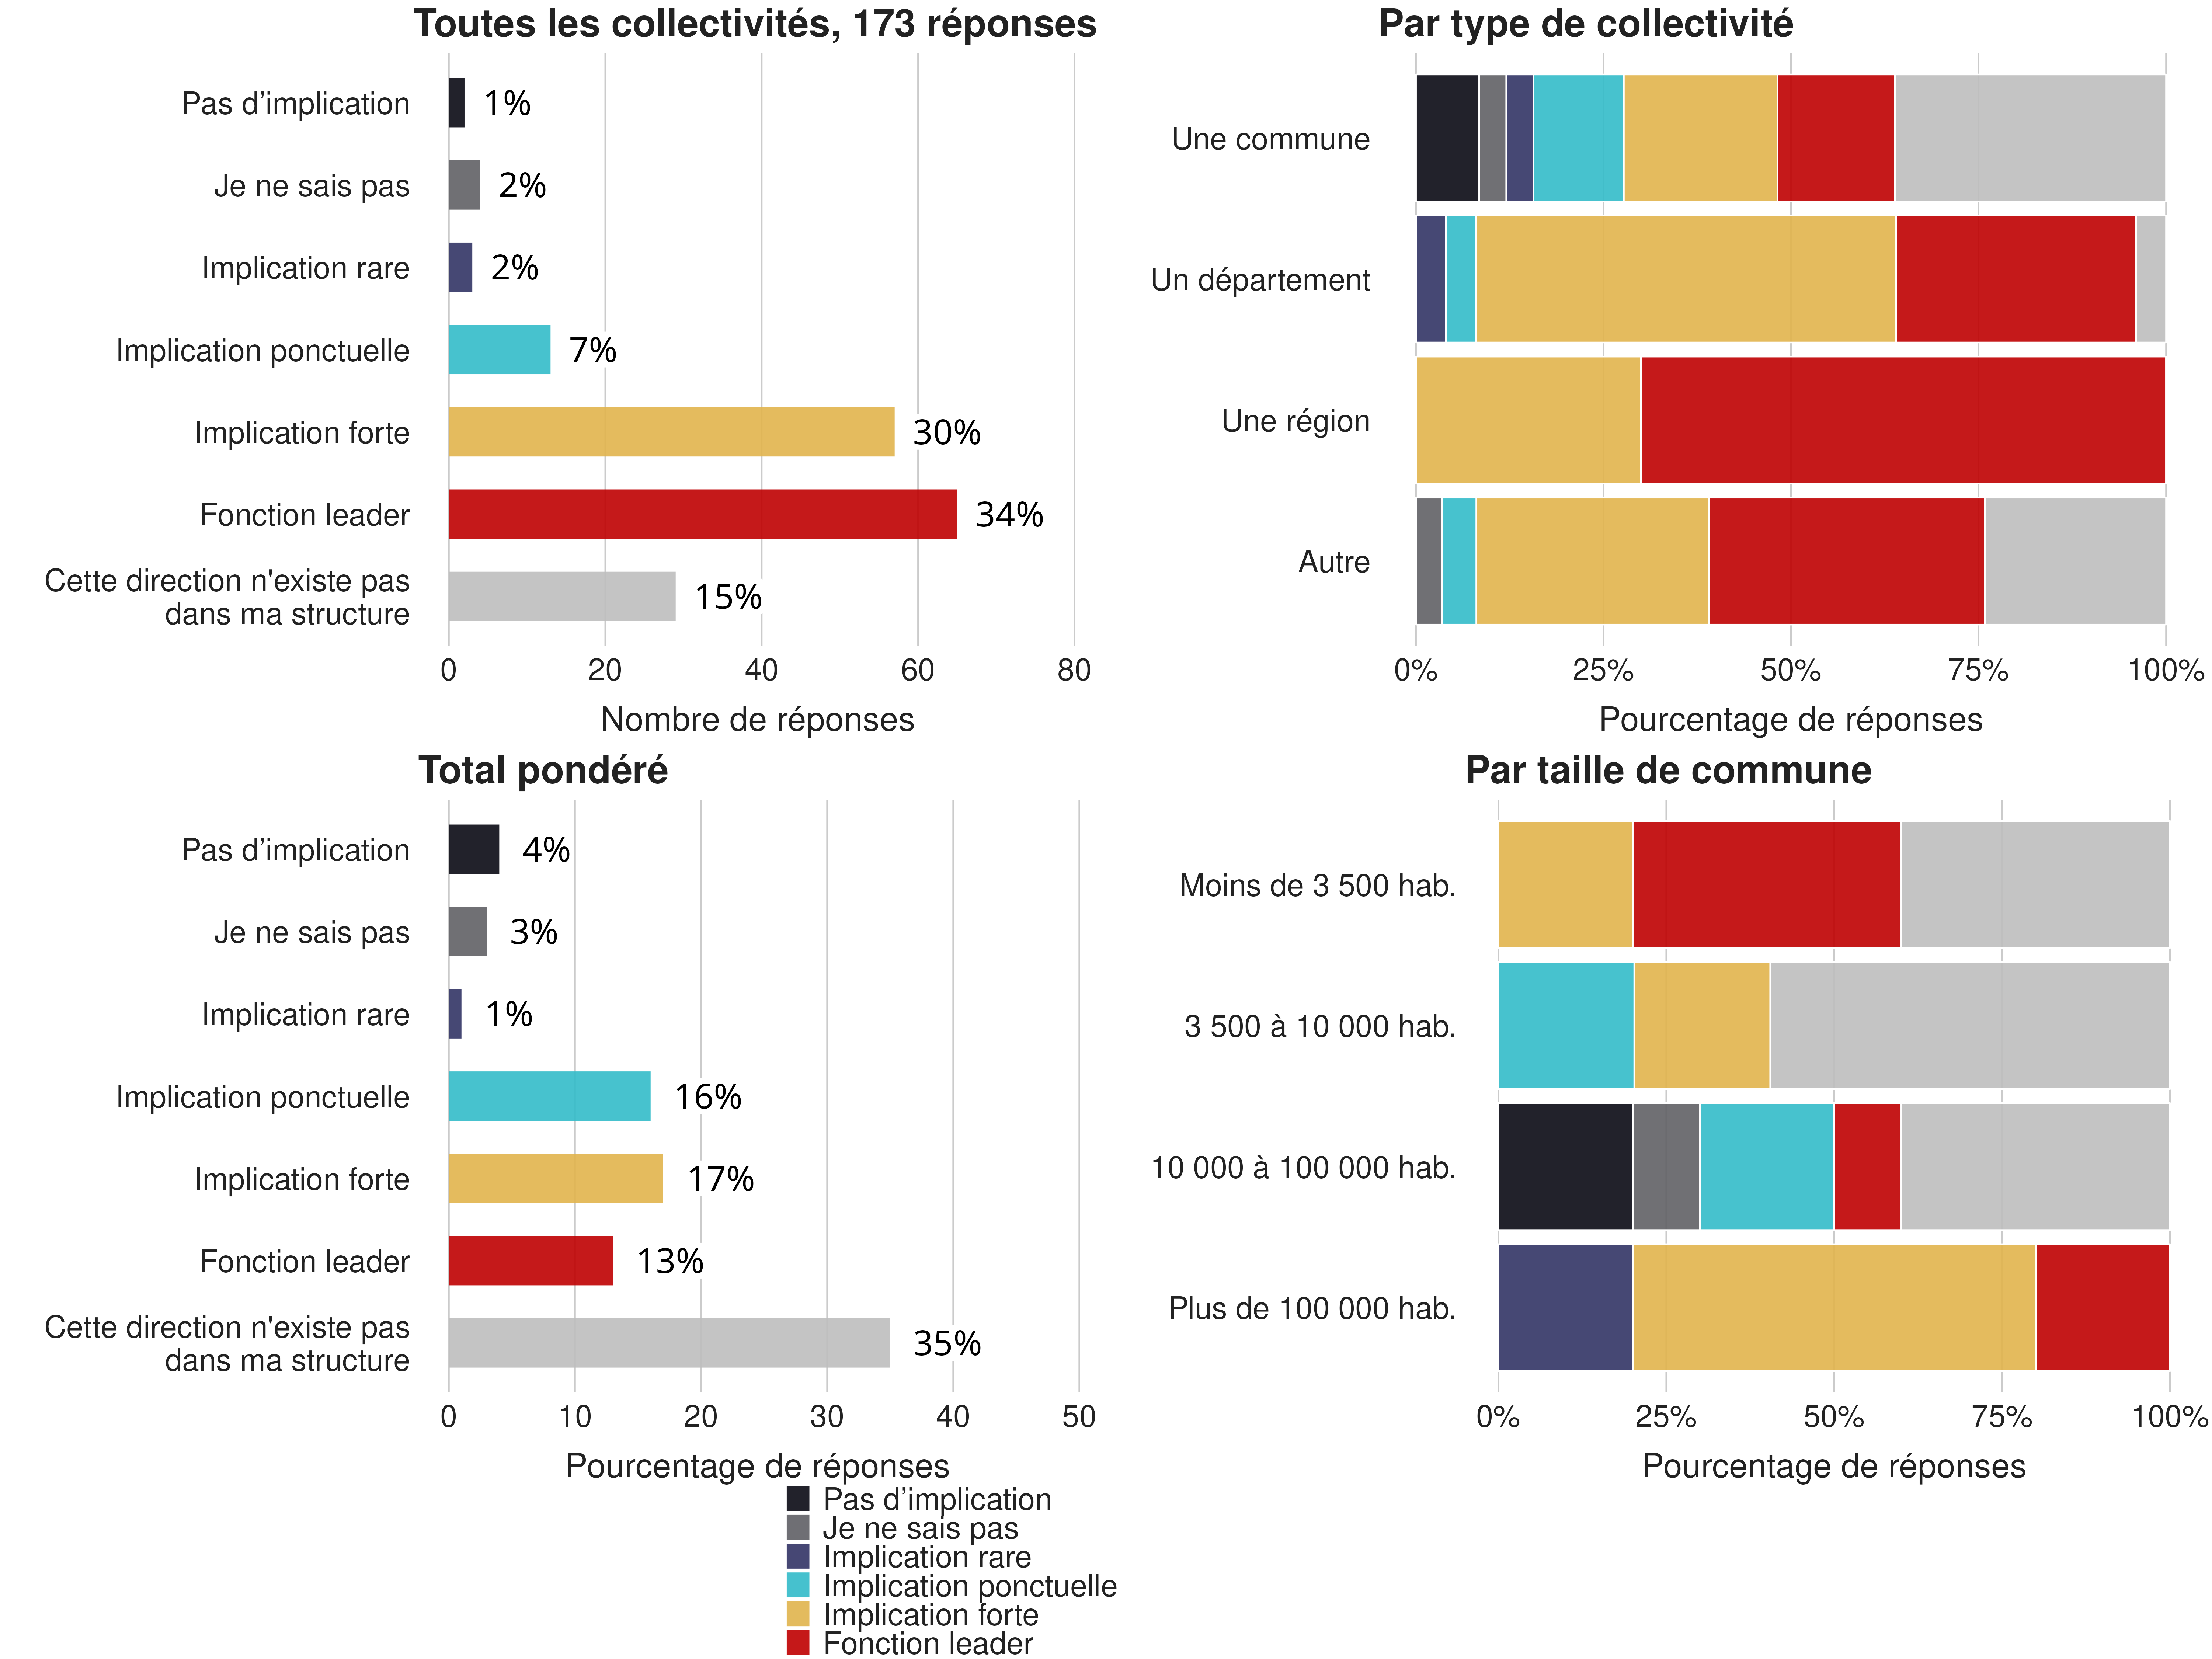 Toutes les collectivités, 173 réponses
Pas d’implication
1%
Je ne sais pas
2%
Implication rare
2%
Implication ponctuelle
7%
Implication forte
30%
Fonction leader
34%
Cette direction n'existe pas
dans ma structure
15%
0 20 40 60 80
Nombre de réponses
Par type de collectivité
Une commune
Un département
Une région
Autre
0% 25% 50% 75% 100%
Pourcentage de réponses
Total pondéré
Pas d’implication
4%
Je ne sais pas
3%
Implication rare
1%
Implication ponctuelle
16%
Implication forte
17%
Fonction leader
13%
Cette direction n'existe pas
dans ma structure
35%
0 10 20 30 40 50
Pourcentage de réponses
Par taille de commune
Moins de 3 500 hab.
3 500 à 10 000 hab.
10 000 à 100 000 hab.
Plus de 100 000 hab.
0% 25% 50% 75% 100%
Pourcentage de réponses
Pas d’implication
Je ne sais pas
Implication rare
Implication ponctuelle
Implication forte
Fonction leader